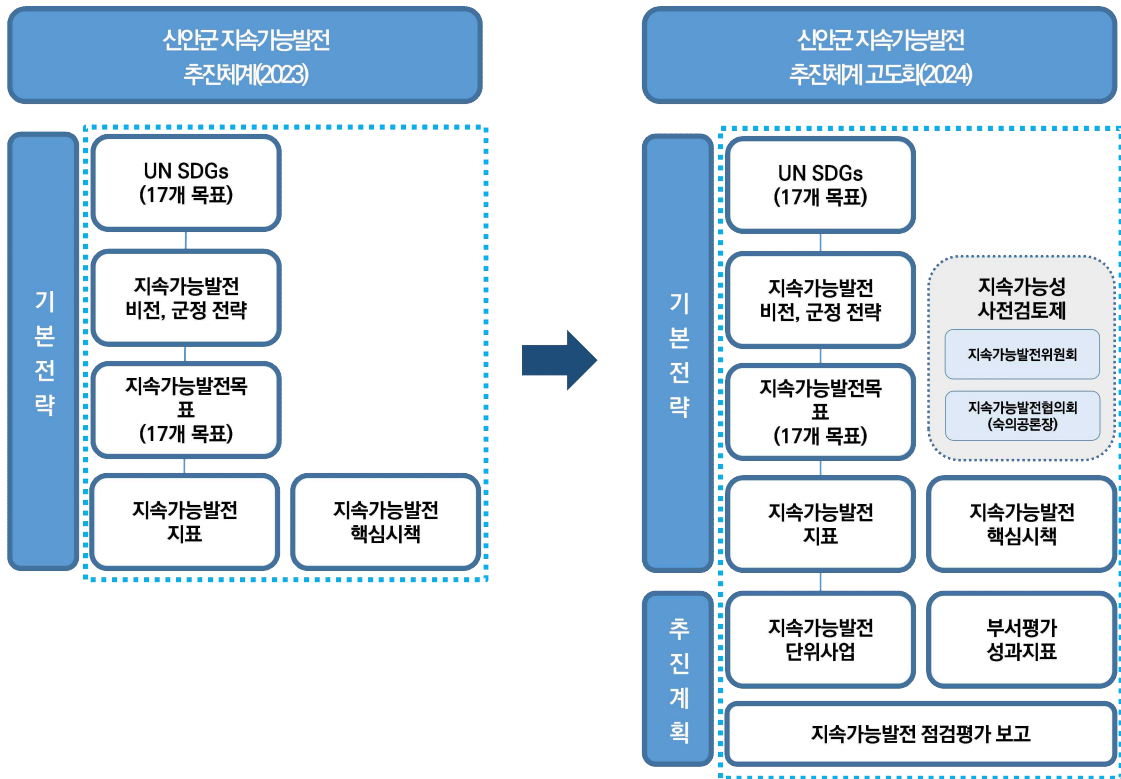 신안군 지속가능발전
추진체계(2023)
기
본
전
략
UN SDGs
(17개 목표)
지속가능발전
비전, 군정 전략
지속가능발전목
표
(17개 목표)
지속가능발전
지표
지속가능발전
핵심시책
신안군 지속가능발전
추진체계 고도회(2024)
기
본
전
략
UN SDGs
(17개 목표)
지속가능발전
비전, 군정 전략
지속가능성
사전검토제
지속가능발전위원회
지속가능발전협의회
(숙의공론장)
지속가능발전목
표
(17개 목표)
지속가능발전
지표
지속가능발전
핵심시책
추
진
계
획
지속가능발전
단위사업
부서평가
성과지표
지속가능발전 점검평가 보고